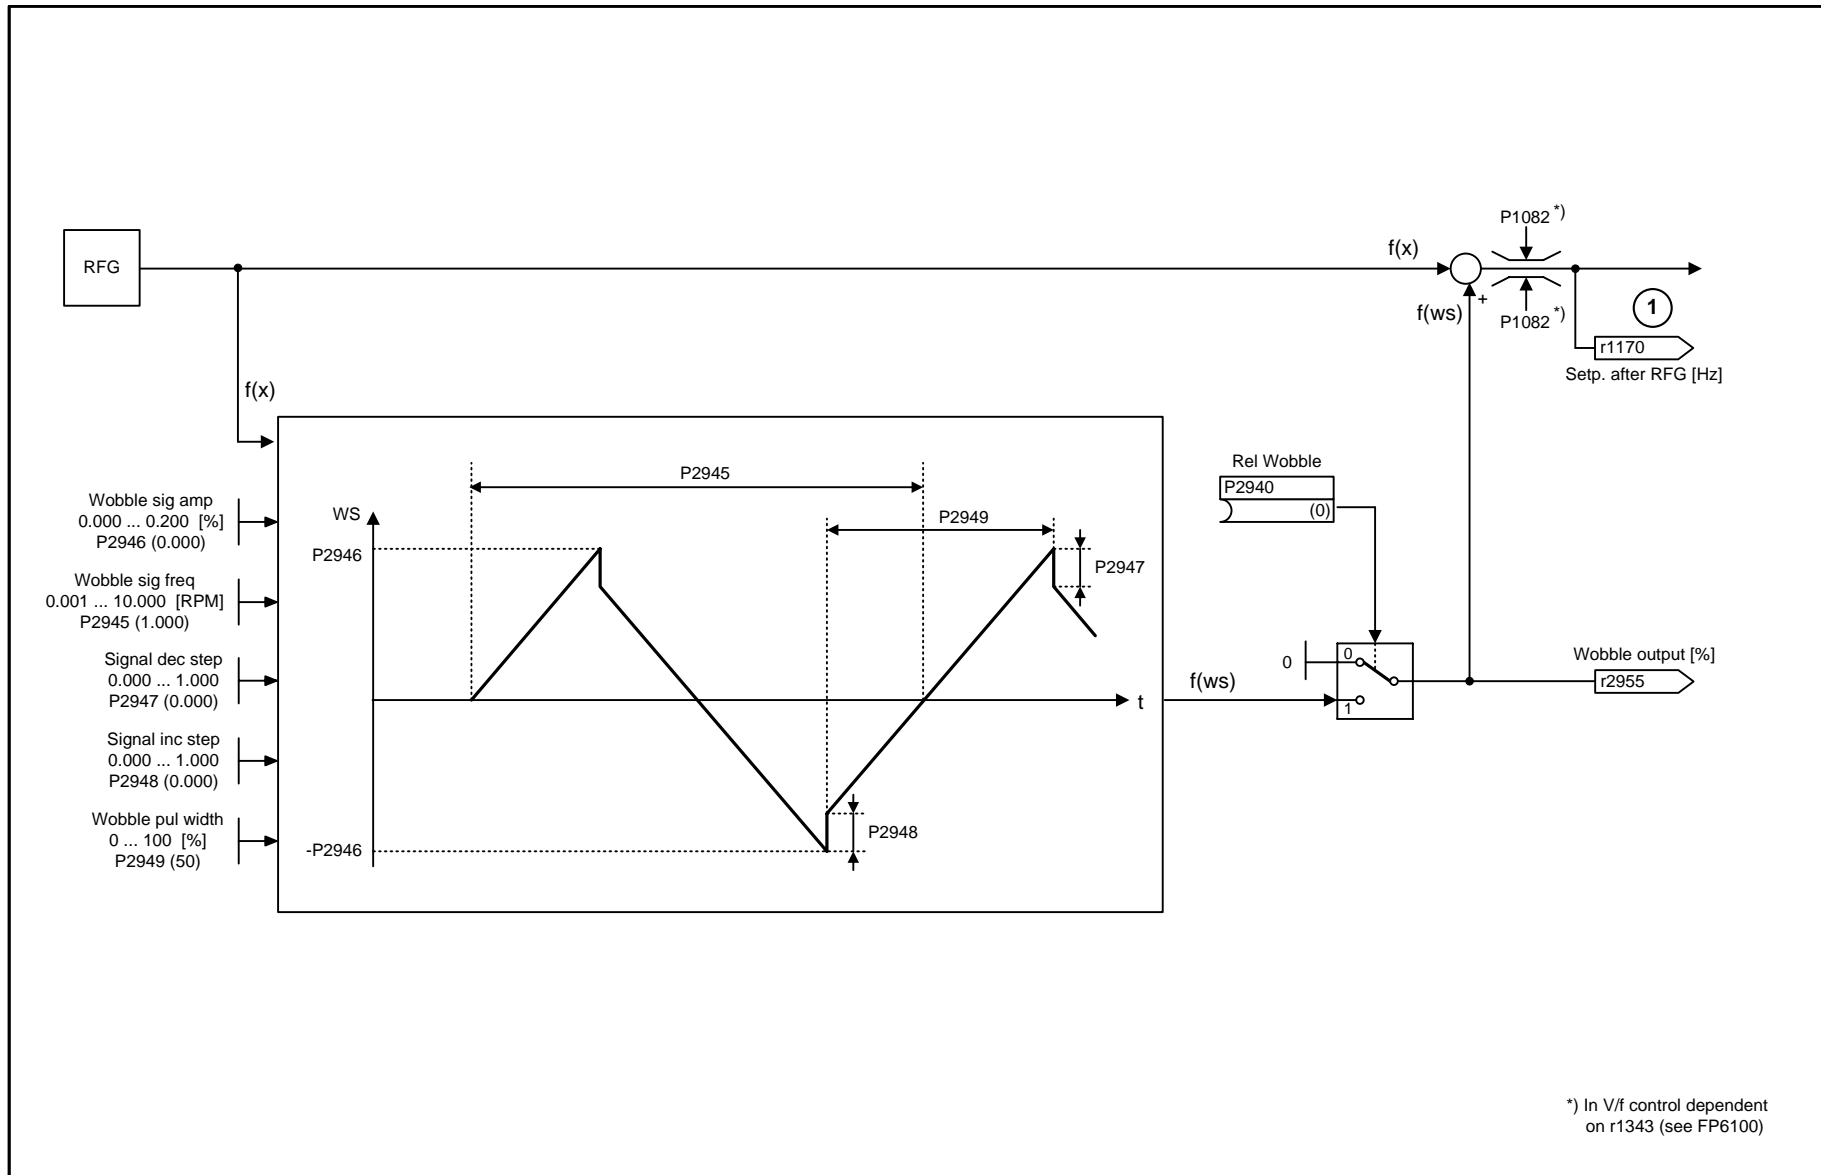 P1082 *)
f(x)
RFG
+
f(ws)
P1082 *)
1
r1170
Setp. after RFG [Hz]
f(x)
Rel Wobble
P2940
(0)
P2945
P2949
WS
P2946
P2947
Wobble sig amp
0.000 ... 0.200 [%]
P2946 (0.000)
Wobble sig freq
0.001 ... 10.000 [RPM]
P2945 (1.000)
Signal dec step
0.000 ... 1.000
P2947 (0.000)
Signal inc step
0.000 ... 1.000
P2948 (0.000)
Wobble pul width
0 ... 100 [%]
P2949 (50)
t
f(ws)
0
0
1
Wobble output [%]
r2955
P2948
-P2946
*) In V/f control dependent
on r1343 (see FP6100)